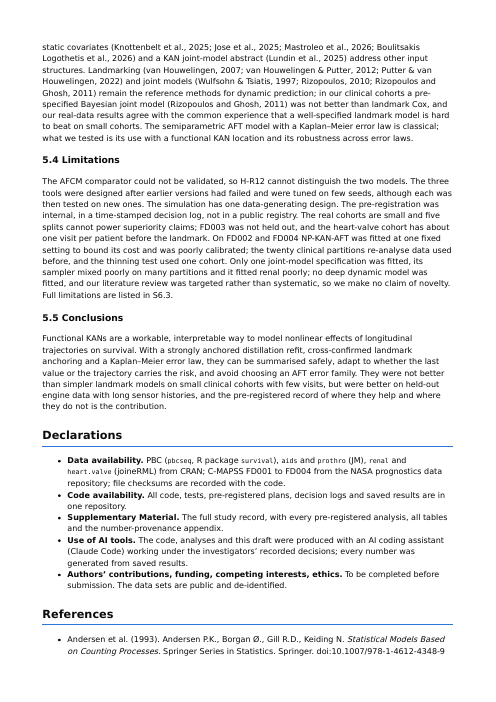 static covariates (Knottenbelt et al., 2025; Jose et al., 2025; Mastroleo et al., 2026; Boulitsakis
Logothetis et al., 2026) and a KAN joint-model abstract (Lundin et al., 2025) address other input
structures. Landmarking (van Houwelingen, 2007; van Houwelingen & Putter, 2012; Putter & van
Houwelingen, 2022) and joint models (Wulfsohn & Tsiatis, 1997; Rizopoulos, 2010; Rizopoulos and
Ghosh, 2011) remain the reference methods for dynamic prediction; in our clinical cohorts a pre-
specified Bayesian joint model (Rizopoulos and Ghosh, 2011) was not better than landmark Cox, and
our real-data results agree with the common experience that a well-specified landmark model is hard
to beat on small cohorts. The semiparametric AFT model with a Kaplan–Meier error law is classical;
what we tested is its use with a functional KAN location and its robustness across error laws.
5.4 Limitations
The AFCM comparator could not be validated, so H-R12 cannot distinguish the two models. The three
tools were designed after earlier versions had failed and were tuned on few seeds, although each was
then tested on new ones. The simulation has one data-generating design. The pre-registration was
internal, in a time-stamped decision log, not in a public registry. The real cohorts are small and five
splits cannot power superiority claims; FD003 was not held out, and the heart-valve cohort has about
one visit per patient before the landmark. On FD002 and FD004 NP-KAN-AFT was fitted at one fixed
setting to bound its cost and was poorly calibrated; the twenty clinical partitions re-analyse data used
before, and the thinning test used one cohort. Only one joint-model specification was fitted, its
sampler mixed poorly on many partitions and it fitted renal poorly; no deep dynamic model was
fitted, and our literature review was targeted rather than systematic, so we make no claim of novelty.
Full limitations are listed in S6.3.
5.5 Conclusions
Functional KANs are a workable, interpretable way to model nonlinear effects of longitudinal
trajectories on survival. With a strongly anchored distillation refit, cross-confirmed landmark
anchoring and a Kaplan–Meier error law, they can be summarised safely, adapt to whether the last
value or the trajectory carries the risk, and avoid choosing an AFT error family. They were not better
than simpler landmark models on small clinical cohorts with few visits, but were better on held-out
engine data with long sensor histories, and the pre-registered record of where they help and where
they do not is the contribution.
Declarations
• Data availability. PBC (pbcseq, R package survival), aids and prothro (JM), renal and
heart.valve (joineRML) from CRAN; C-MAPSS FD001 to FD004 from the NASA prognostics data
repository; file checksums are recorded with the code.
• Code availability. All code, tests, pre-registered plans, decision logs and saved results are in
one repository.
• Supplementary Material. The full study record, with every pre-registered analysis, all tables
and the number-provenance appendix.
• Use of AI tools. The code, analyses and this draft were produced with an AI coding assistant
(Claude Code) working under the investigators’ recorded decisions; every number was
generated from saved results.
• Authors’ contributions, funding, competing interests, ethics. To be completed before
submission. The data sets are public and de-identified.
References
• Andersen et al. (1993). Andersen P.K., Borgan Ø., Gill R.D., Keiding N. Statistical Models Based
on Counting Processes. Springer Series in Statistics. Springer. doi:10.1007/978-1-4612-4348-9